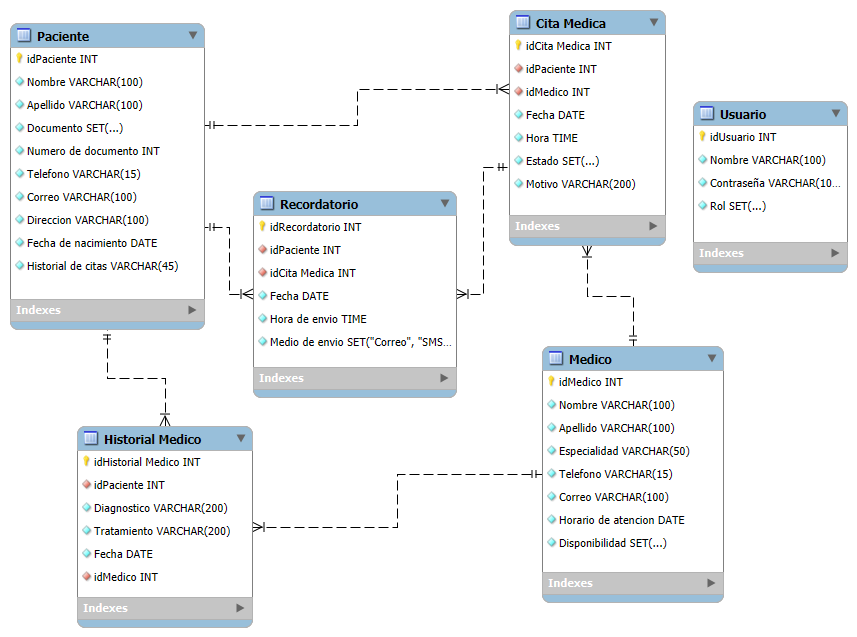 Paciente
idPaciente INT
Nombre VARCHAR(100)
Apellido VARCHAR(100)
Documento SET(...)
Numero de documento INT
Telefono VARCHAR(15)
Correo VARCHAR(100)
Direccion VARCHAR(100)
Fecha de nacimiento DATE
Historial de citas VARCHAR(45)
Indexes
Cita Medica
idCita Medica INT
idPaciente INT
idMedico INT
Fecha DATE
Hora TIME
Estado SET(...)
Motivo VARCHAR(200)
Indexes
Usuario
idUsuario INT
Nombre VARCHAR(100)
Contraseña VARCHAR(10...
Rol SET(...)
Indexes
Recordatorio
idRecordatorio INT
idPaciente INT
idCita Medica INT
Fecha DATE
Hora de envio TIME
Medio de envio SET("Correo", "SMS...
Indexes
Medico
idMedico INT
Nombre VARCHAR(100)
Apellido VARCHAR(100)
Especialidad VARCHAR(50)
Telefono VARCHAR(15)
Correo VARCHAR(100)
Horario de atencion DATE
Disponibilidad SET(...)
Indexes
Historial Medico
idHistorial Medico INT
idPaciente INT
Diagnostico VARCHAR(200)
Tratamiento VARCHAR(200)
Fecha DATE
idMedico INT
Indexes